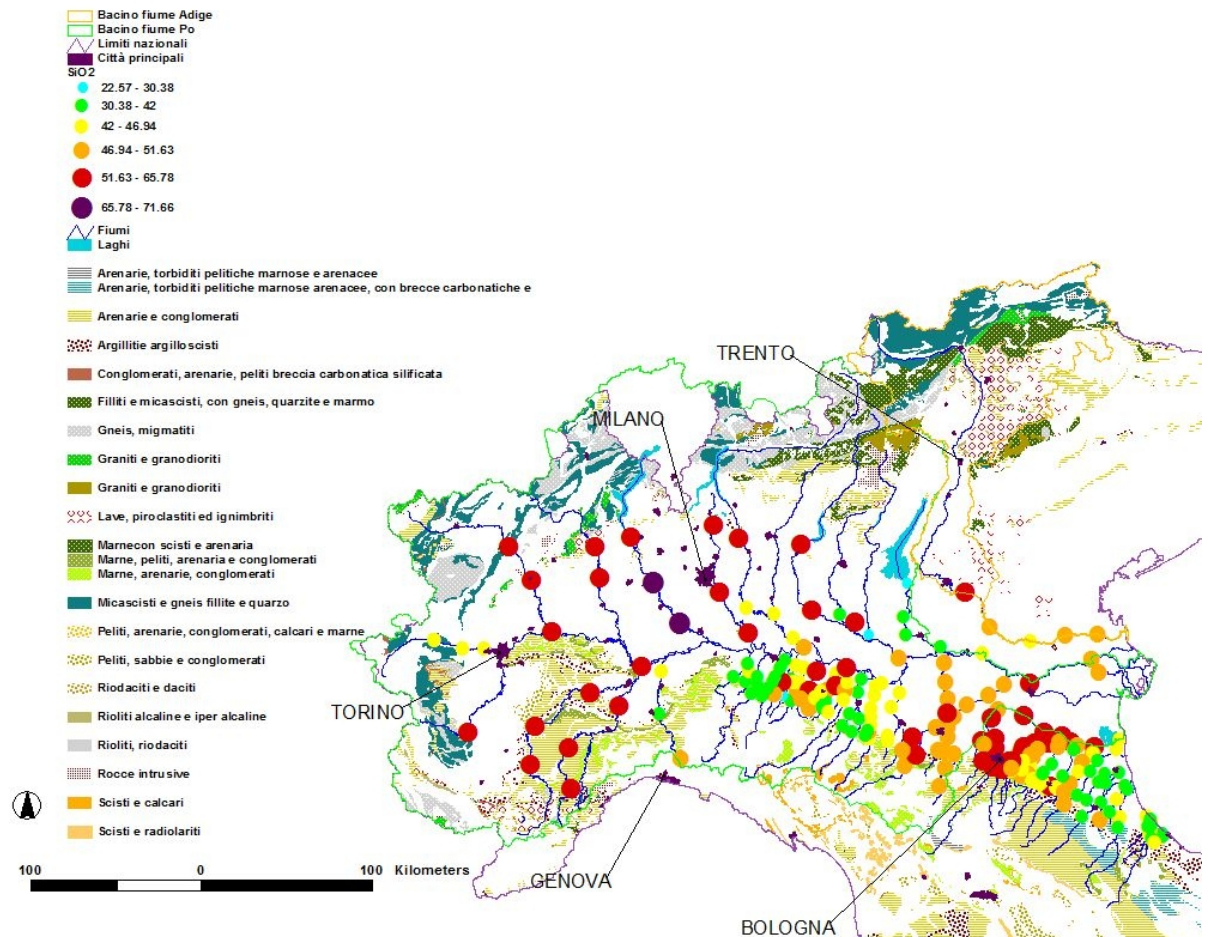 Bacino fiume Adige
Bacino fiume Po
Limiti nazionali
Città principali
SiO2
22.57 - 30.38
30.38 - 42
42 - 46.94
46.94 - 51.63
51.63 - 65.78
65.78 - 71.66
Fiumi
Laghi
Arenarie, torbiditi pelitiche marnose e arenacee
Arenarie, torbiditi pelitiche marnose arenacee, con brecce carbonatiche e
Arenarie e conglomerati
Argillitie argilloscisti
Conglomerati, arenarie, peliti breccia carbonatica silificata
Filliti e micascisti, con gneis, quarzite e marmo
Gneis, migmatiti
Graniti e granodioriti
Graniti e granodioriti
Lave, piroclastiti ed ignimbriti
Marnecon scisti e arenaria
Marne, peliti, arenaria e conglomerati
Marne, arenarie, conglomerati
Micascisti e gneis fillite e quarzo
Peliti, arenarie, conglomerati, calcari e marne
Peliti, sabbie e conglomerati
Riodaciti e daciti
Rioliti alcaline e iper alcaline
Rioliti, riodaciti
Rocce intrusive
Scisti e calcari
Scisti e radiolariti
100 0 100 Kilometers
TRENTO
MILANO
TORINO
GENOVA
BOLOGNA